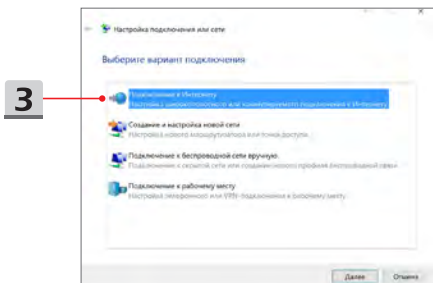 Настройка подключения или сети
Выберите вариант подключения
3
Подключение к Интернету
Настройка широкополосного или коммутируемого подключения к Интернету.
Создание и настройка новой сети
Настройка нового маршрутизатора или точки доступа.
Подключение к беспроводной сети вручную
Подключение к скрытой сети или создание нового профиля беспроводной связи.
Подключение к рабочему месту
Настройка телефонного или VPN-подключения к рабочему месту.
Далее Отмена